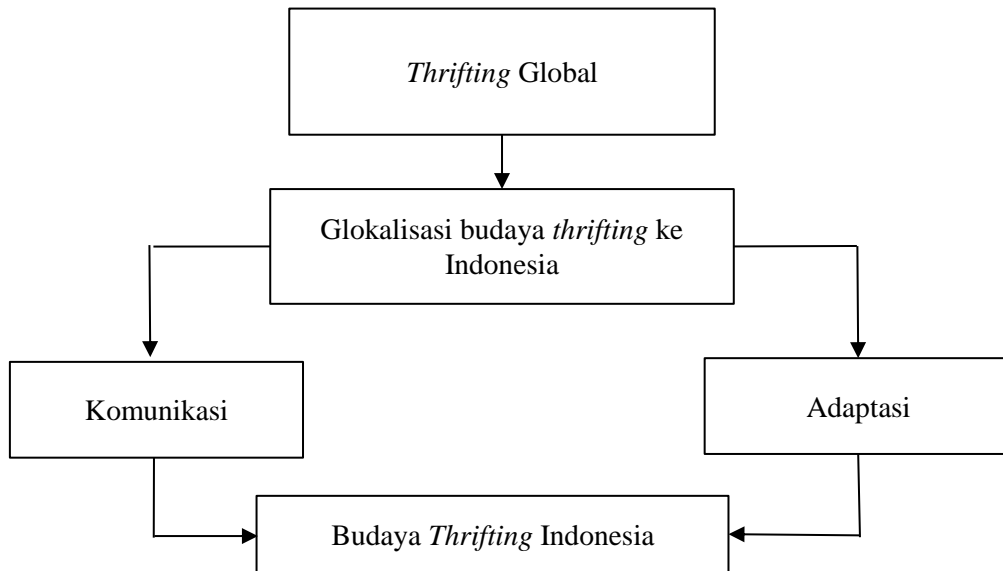 Thrifting Global
Glokalisasi budaya thrifting ke
Indonesia
Komunikasi
Adaptasi
Budaya Thrifting Indonesia